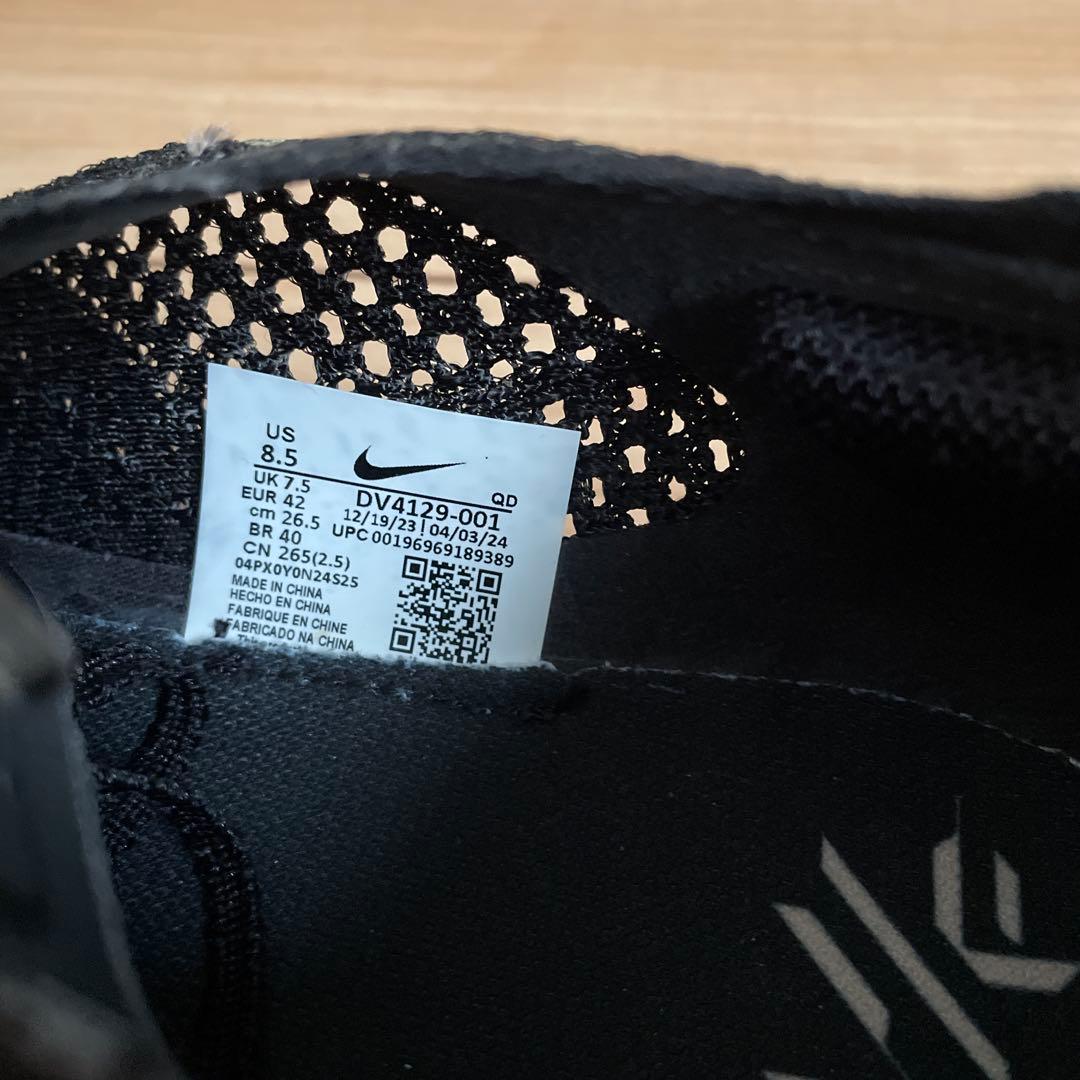 US
8.5
UK 7.5
EUR 42
cm 26.5
BR 40
CN 265(2.5)
04PX0Y0N24S25
MADE IN CHINA
HECHO EN CHINA
FABRIQUE EN CHINE
FABRICADO NA CHINA
QD
DV4129-001
12/19/23 | 04/03/24
UPC 00196969189389